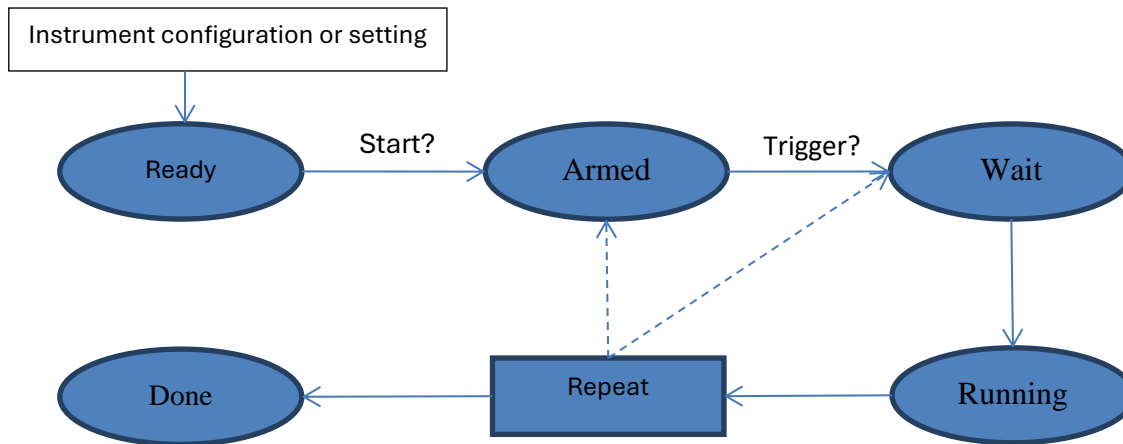 Instrument configuration or setting
Ready
Start?
Armed
Trigger?
Wait
Done
Repeat
Running